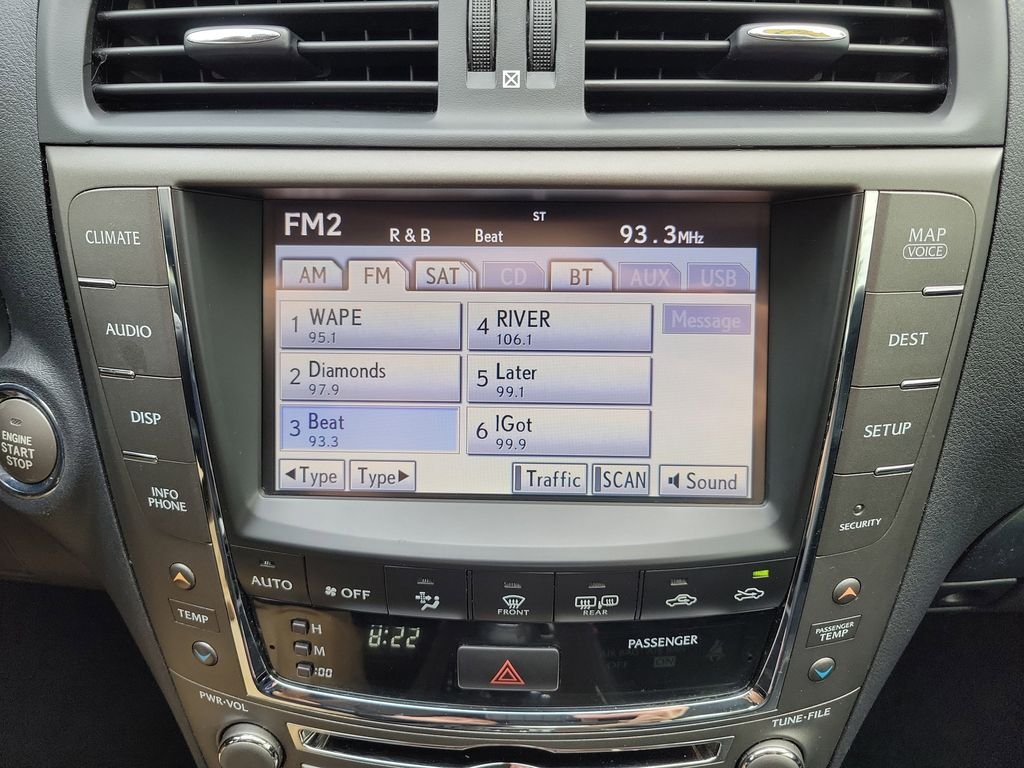 FM2
ST
R & B Beat 93.3MHz
AM FM SAT CD BT AUX USB
1 WAPE 95.1
4 RIVER 106.1
Message
2 Diamonds 97.9
5 Later 99.1
3 Beat 93.3
6 IGot 99.9
◀Type Type▶ Traffic SCAN Sound
CLIMATE
AUDIO
DISP
INFO
PHONE
MAP
VOICE
DEST
SETUP
SECURITY
ENGINE
START
STOP
AUTO
OFF
FRONT
REAR
TEMP
PASSENGER
TEMP
H
M
:00
8:22
PASSENGER
OFF ON
PWR·VOL
TUNE·FILE